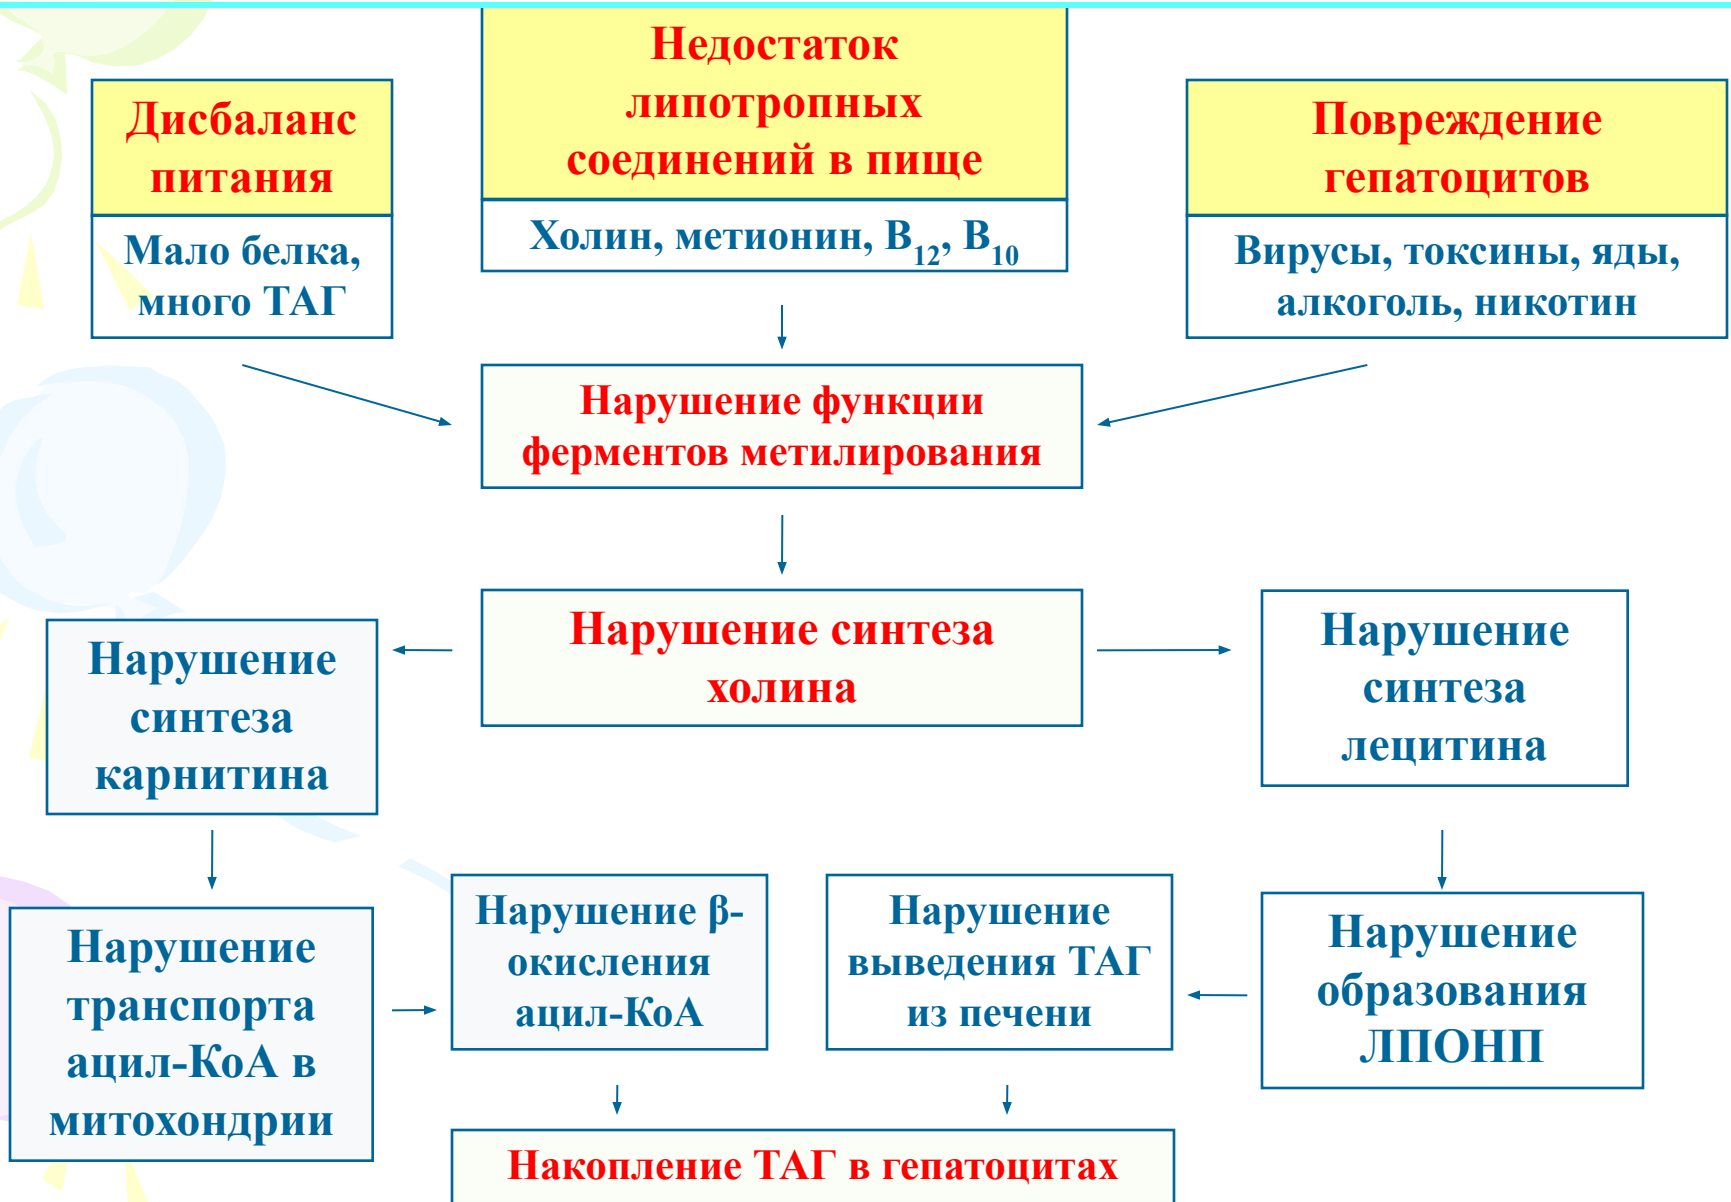 Недостаток
липотропных
соединений в пище
Холин, метионин, В12, В10
Дисбаланс
питания
Мало белка,
много ТАГ
Повреждение
гепатоцитов
Вирусы, токсины, яды,
алкоголь, никотин
Нарушение функции
ферментов метилирования
Нарушение синтеза
холина
Нарушение
синтеза
карнитина
Нарушение
синтеза
лецитина
Нарушение
транспорта
ацил-КоА в
митохондрии
Нарушение β-
окисления
ацил-КоА
Нарушение
выведения ТАГ
из печени
Нарушение
образования
ЛПОНП
Накопление ТАГ в гепатоцитах